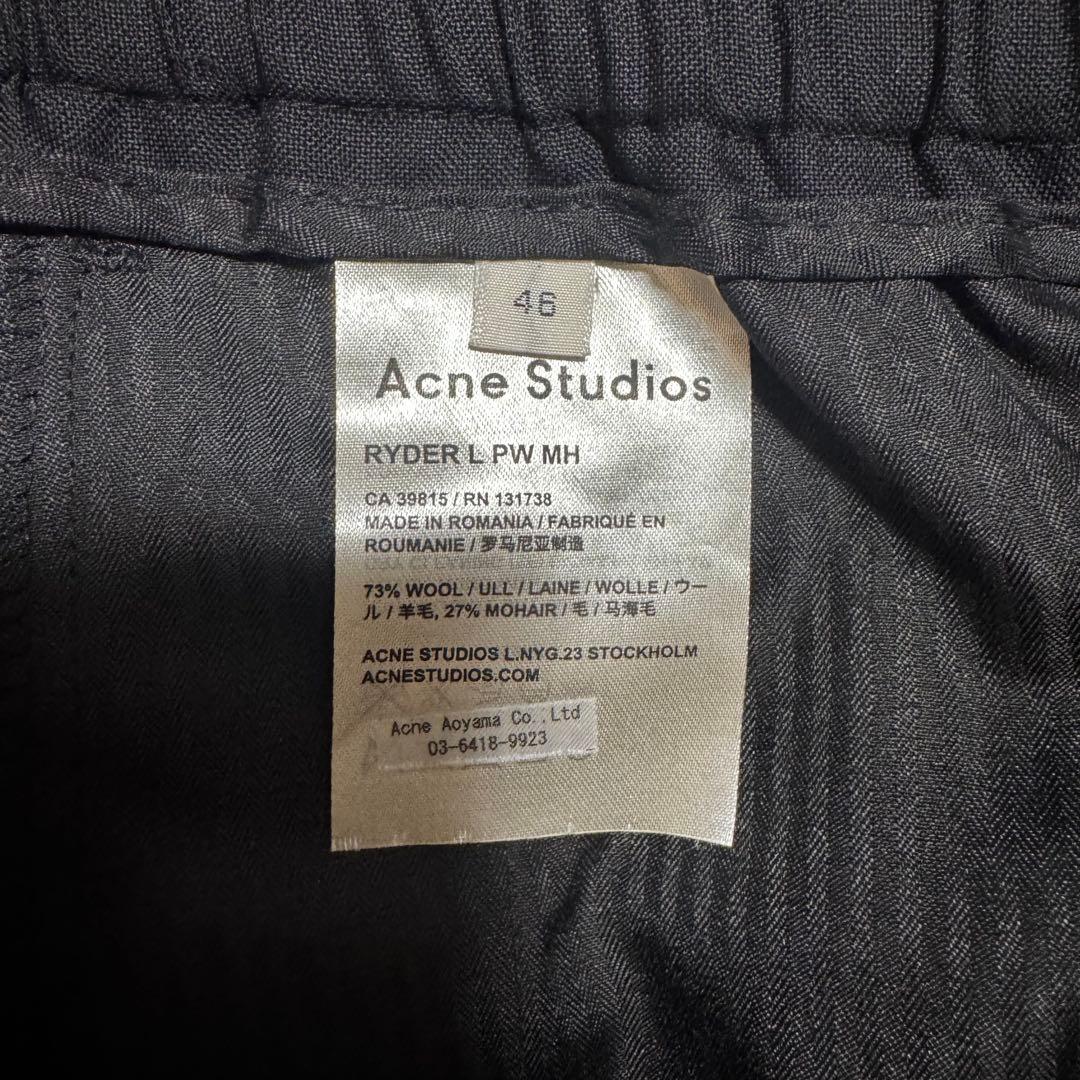 46
Acne Studios
RYDER L PW MH
CA 39815 / RN 131738
MADE IN ROMANIA / FABRIQUÉ EN
ROUMANIE / 罗马尼亚制造
73% WOOL / ULL / LAINE / WOLLE / ウー
ル / 羊毛, 27% MOHAIR / 毛 / 马海毛
ACNE STUDIOS L.NYG.23 STOCKHOLM
ACNESTUDIOS.COM
Acne Aoyama Co.,Ltd
03-6418-9923